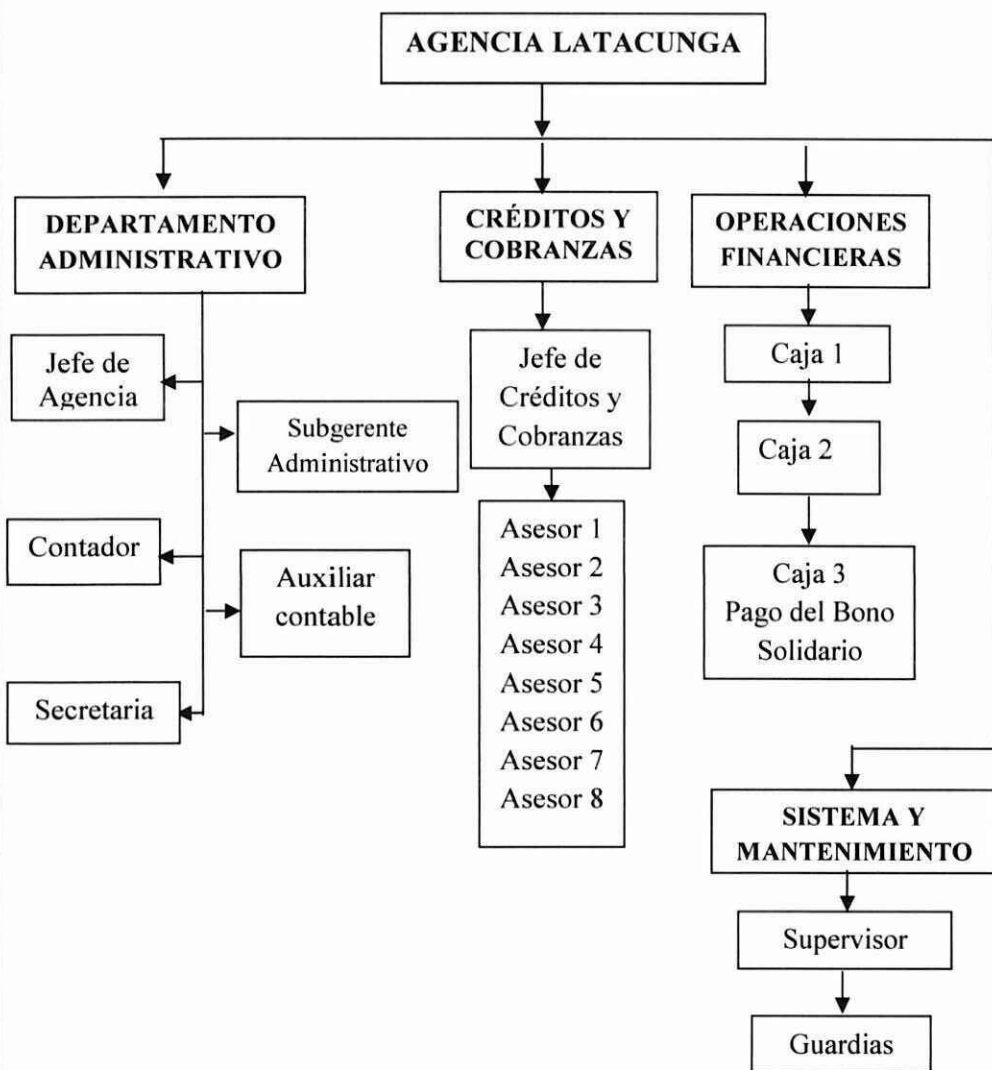 AGENCIA LATACUNGA
DEPARTAMENTO
ADMINISTRATIVO
Jefe de
Agencia
Subgerente
Administrativo
Contador
Auxiliar
contable
Secretaria
CRÉDITOS Y
COBRANZAS
Jefe de
Créditos y
Cobranzas
Asesor 1
Asesor 2
Asesor 3
Asesor 4
Asesor 5
Asesor 6
Asesor 7
Asesor 8
OPERACIONES
FINANCIERAS
Caja 1
Caja 2
Caja 3
Pago del Bono
Solidario
SISTEMA Y
MANTENIMIENTO
Supervisor
Guardias